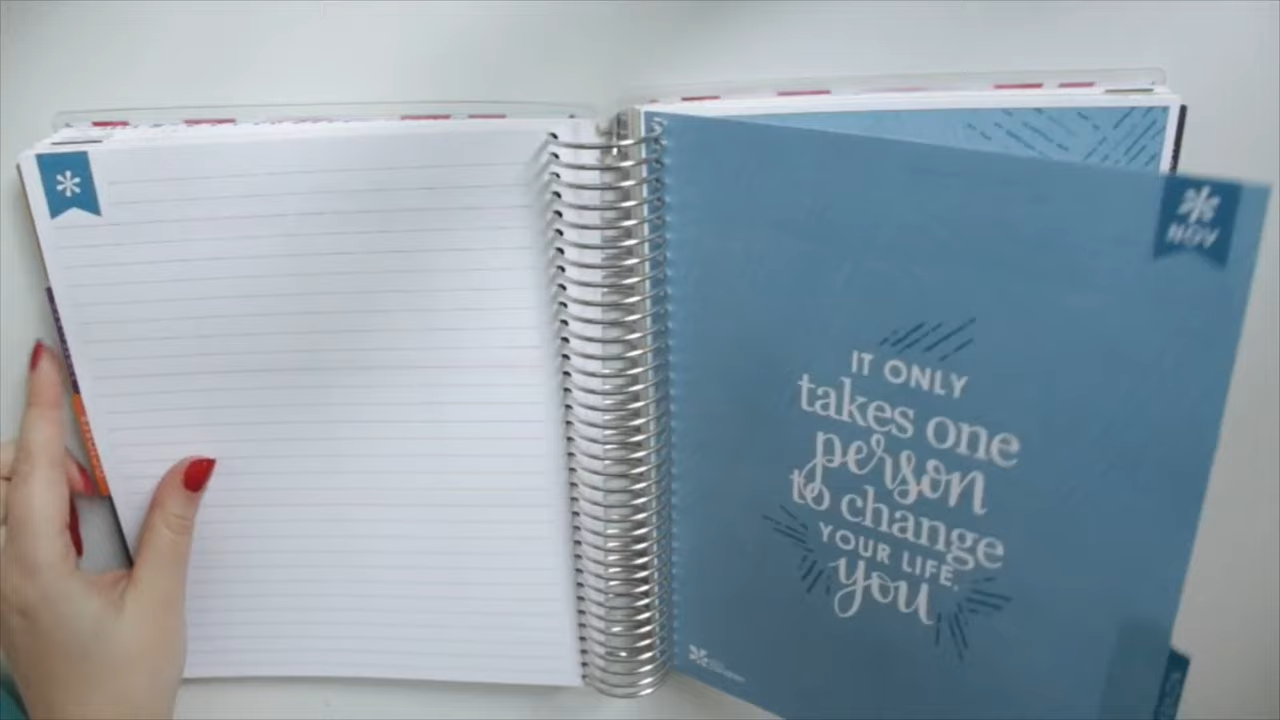 NOV
IT ONLY
takes one
person
to change
YOUR LIFE.
you